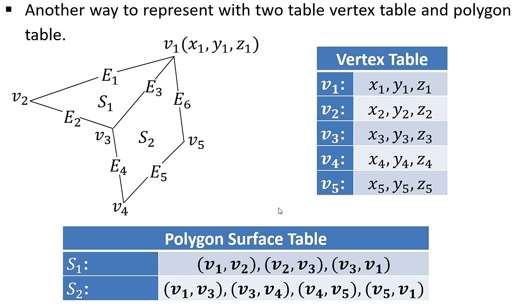 ▪ Another way to represent with two table vertex table and polygon
table.
v₁(x₁, y₁, z₁)
E₁
v₂
S₁
E₃
E₆
E₂
v₃
S₂
v₅
E₄
E₅
v₄
Vertex Table
v₁: x₁, y₁, z₁
v₂: x₂, y₂, z₂
v₃: x₃, y₃, z₃
v₄: x₄, y₄, z₄
v₅: x₅, y₅, z₅
Polygon Surface Table
S₁: (v₁, v₂), (v₂, v₃), (v₃, v₁)
S₂: (v₁, v₃), (v₃, v₄), (v₄, v₅), (v₅, v₁)